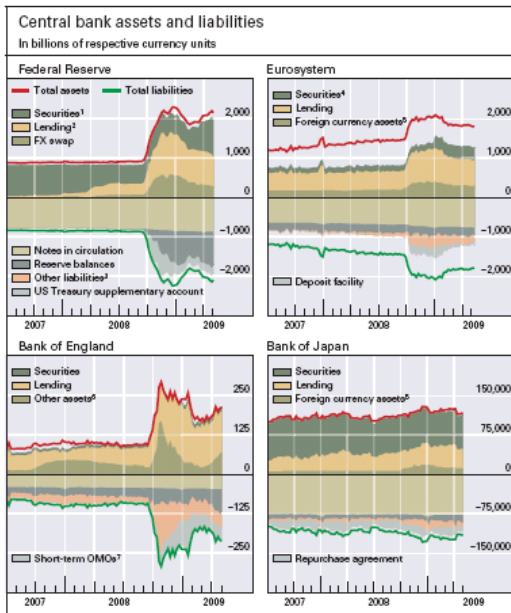 Central bank assets and liabilities
In billions of respective currency units
Federal Reserve
Total assets
Total liabilities
Securities¹
Lending²
FX swap
2,000
1,000
0
−1,000
−2,000
Notes in circulation
Reserve balances
Other liabilities³
US Treasury supplementary account
2007 2008 2009
Eurosystem
Securities⁴
Lending
Foreign currency assets⁵
2,000
1,000
0
−1,000
−2,000
Deposit facility
2007 2008 2009
Bank of England
Securities
Lending
Other assets⁶
250
125
0
−125
−250
Short-term OMOs⁷
2007 2008 2009
Bank of Japan
Securities
Lending
Foreign currency assets⁵
150,000
75,000
0
−75,000
−150,000
Repurchase agreement
2007 2008 2009